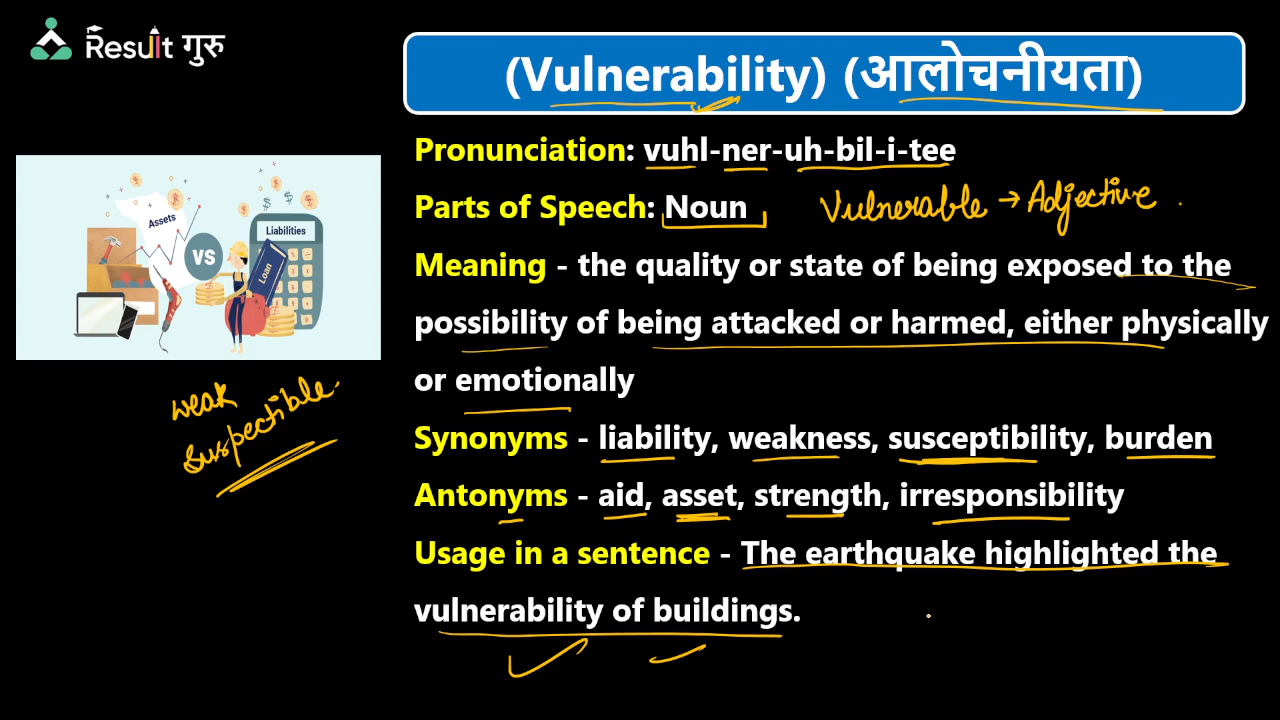 Result गुरु
(Vulnerability) (आलोचनीयता)
Pronunciation: vuhl-ner-uh-bil-i-tee
Parts of Speech: Noun
Vulnerable → Adjective
Meaning - the quality or state of being exposed to the
possibility of being attacked or harmed, either physically
or emotionally
Synonyms - liability, weakness, susceptibility, burden
Antonyms - aid, asset, strength, irresponsibility
Usage in a sentence - The earthquake highlighted the
vulnerability of buildings.
Assets
VS
Liabilities
Loan
weak
suspectible